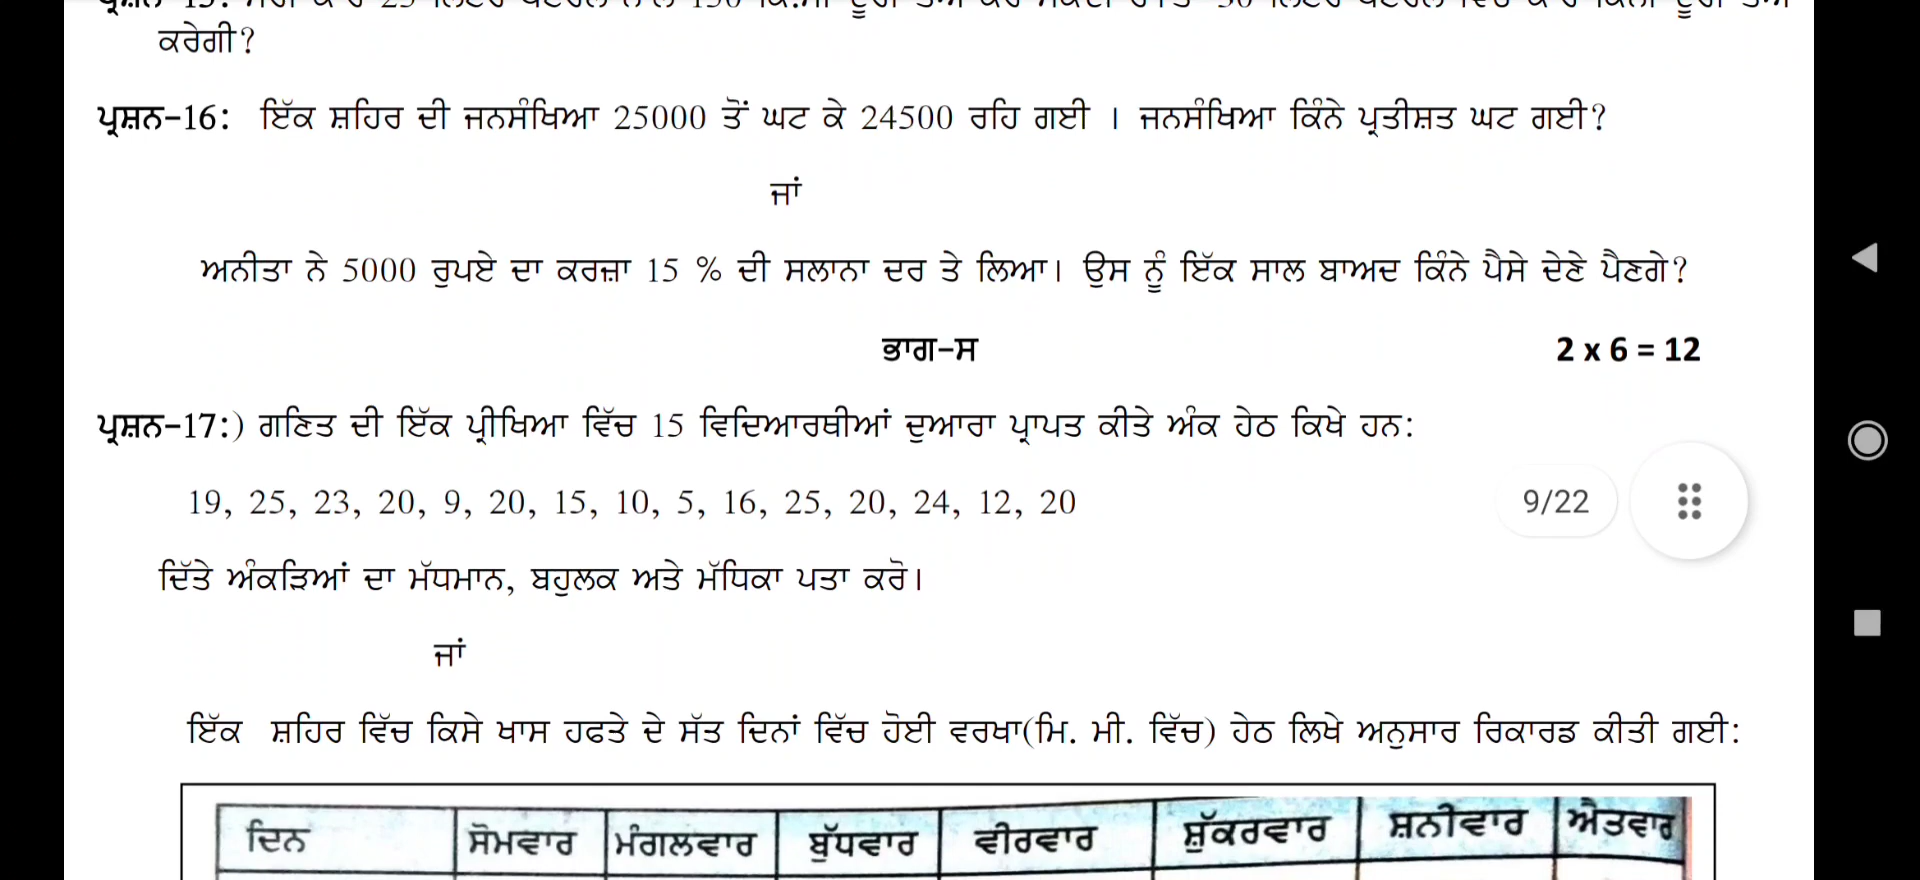 ਕਰੇਗੀ?
ਪ੍ਰਸ਼ਨ-16: ਇੱਕ ਸ਼ਹਿਰ ਦੀ ਜਨਸੰਖਿਆ 25000 ਤੋਂ ਘਟ ਕੇ 24500 ਰਹਿ ਗਈ । ਜਨਸੰਖਿਆ ਕਿੰਨੇ ਪ੍ਰਤੀਸ਼ਤ ਘਟ ਗਈ?
ਜਾਂ
ਅਨੀਤਾ ਨੇ 5000 ਰੁਪਏ ਦਾ ਕਰਜ਼ਾ 15 % ਦੀ ਸਲਾਨਾ ਦਰ ਤੇ ਲਿਆ। ਉਸ ਨੂੰ ਇੱਕ ਸਾਲ ਬਾਅਦ ਕਿੰਨੇ ਪੈਸੇ ਦੇਣੇ ਪੈਣਗੇ?
ਭਾਗ-ਸ 2 x 6 = 12
ਪ੍ਰਸ਼ਨ-17:) ਗਣਿਤ ਦੀ ਇੱਕ ਪ੍ਰੀਖਿਆ ਵਿੱਚ 15 ਵਿਦਿਆਰਥੀਆਂ ਦੁਆਰਾ ਪ੍ਰਾਪਤ ਕੀਤੇ ਅੰਕ ਹੇਠ ਕਿਖੇ ਹਨ:
19, 25, 23, 20, 9, 20, 15, 10, 5, 16, 25, 20, 24, 12, 20
9/22
ਦਿੱਤੇ ਅੰਕੜਿਆਂ ਦਾ ਮੱਧਮਾਨ, ਬਹੁਲਕ ਅਤੇ ਮੱਧਿਕਾ ਪਤਾ ਕਰੋ।
ਜਾਂ
ਇੱਕ ਸ਼ਹਿਰ ਵਿੱਚ ਕਿਸੇ ਖਾਸ ਹਫਤੇ ਦੇ ਸੱਤ ਦਿਨਾਂ ਵਿੱਚ ਹੋਈ ਵਰਖਾ(ਮਿ. ਮੀ. ਵਿੱਚ) ਹੇਠ ਲਿਖੇ ਅਨੁਸਾਰ ਰਿਕਾਰਡ ਕੀਤੀ ਗਈ:
ਦਿਨ ਸੋਮਵਾਰ ਮੰਗਲਵਾਰ ਬੁੱਧਵਾਰ ਵੀਰਵਾਰ ਸ਼ੁੱਕਰਵਾਰ ਸ਼ਨੀਵਾਰ ਐਤਵਾਰ